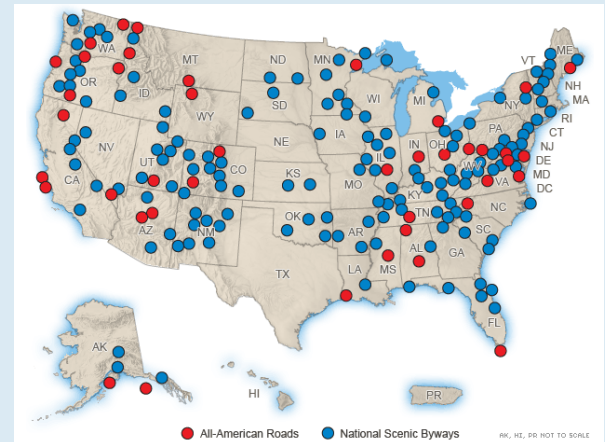 WA
MT
ND
MN
VT
ME
OR
ID
SD
WI
MI
NY
NH
MA
WY
RI
CT
NE
IA
PA
NJ
NV
UT
CO
IL
IN
OH
WV
DE
MD
DC
CA
KS
MO
KY
VA
AZ
NM
OK
AR
TN
NC
SC
TX
LA
MS
AL
GA
FL
AK
HI
PR
All-American Roads
National Scenic Byways
AK, HI, PR NOT TO SCALE